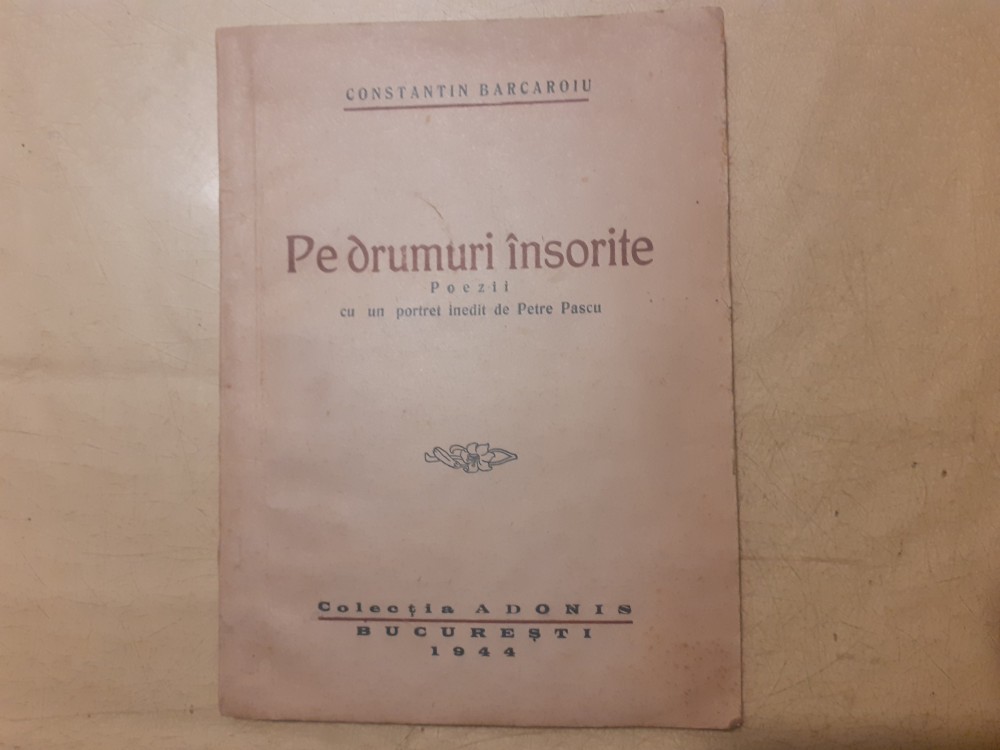 CONSTANTIN BARCAROIU
Pe drumuri însorite
Poezii
cu un portret inedit de Petre Pascu
Colecția ADONIS
BUCUREȘTI
1944